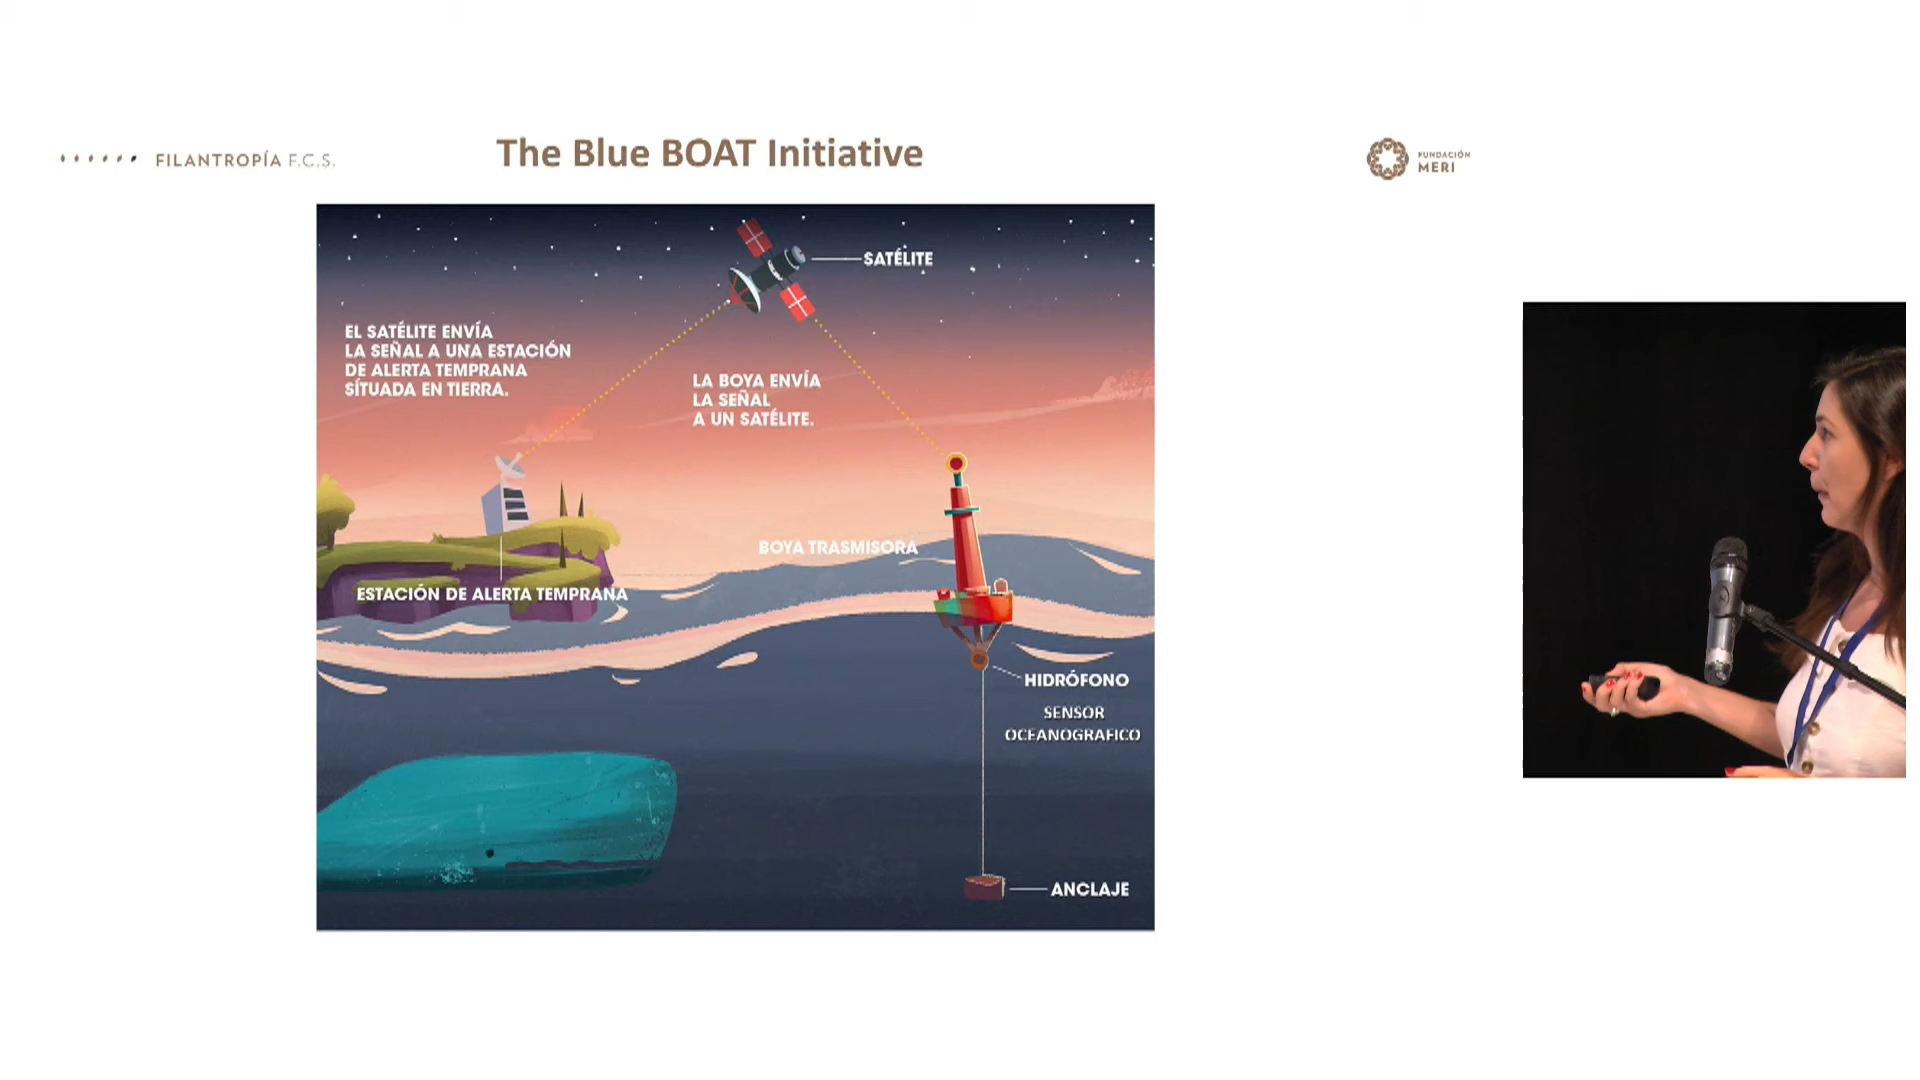 FILANTROPÍA F.C.S.
The Blue BOAT Initiative
FUNDACIÓN
MERI
SATÉLITE
EL SATÉLITE ENVÍA
LA SEÑAL A UNA ESTACIÓN
DE ALERTA TEMPRANA
SÍTUADA EN TIERRA.
LA BOYA ENVÍA
LA SEÑAL
A UN SATÉLITE.
BOYA TRASMISORA
ESTACIÓN DE ALERTA TEMPRANA
HIDRÓFONO
SENSOR
OCEANOGRAFICO
ANCLAJE